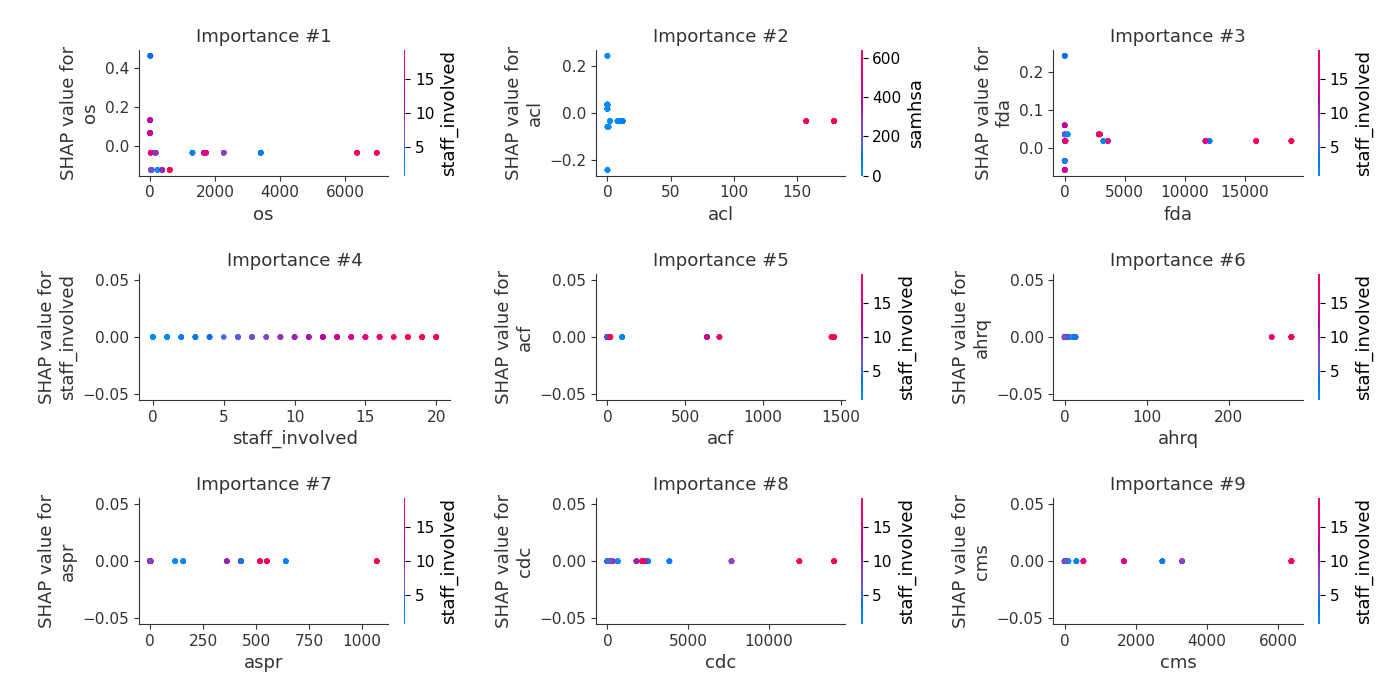 Importance #1
SHAP value for
os
0.4
0.2
0.0
0
2000
4000
6000
os
15
10
5
staff_involved
Importance #2
SHAP value for
acl
0.2
0.0
−0.2
0
50
100
150
acl
600
400
200
0
samhsa
Importance #3
SHAP value for
fda
0.2
0.1
0.0
0
5000
10000
15000
fda
15
10
5
staff_involved
Importance #4
SHAP value for
staff_involved
0.05
0.00
−0.05
0
5
10
15
20
staff_involved
Importance #5
SHAP value for
acf
0.05
0.00
−0.05
0
500
1000
1500
acf
15
10
5
staff_involved
Importance #6
SHAP value for
ahrq
0.05
0.00
−0.05
0
100
200
ahrq
15
10
5
staff_involved
Importance #7
SHAP value for
aspr
0.05
0.00
−0.05
0
250
500
750
1000
aspr
15
10
5
staff_involved
Importance #8
SHAP value for
cdc
0.05
0.00
−0.05
0
5000
10000
cdc
15
10
5
staff_involved
Importance #9
SHAP value for
cms
0.05
0.00
−0.05
0
2000
4000
6000
cms
15
10
5
staff_involved